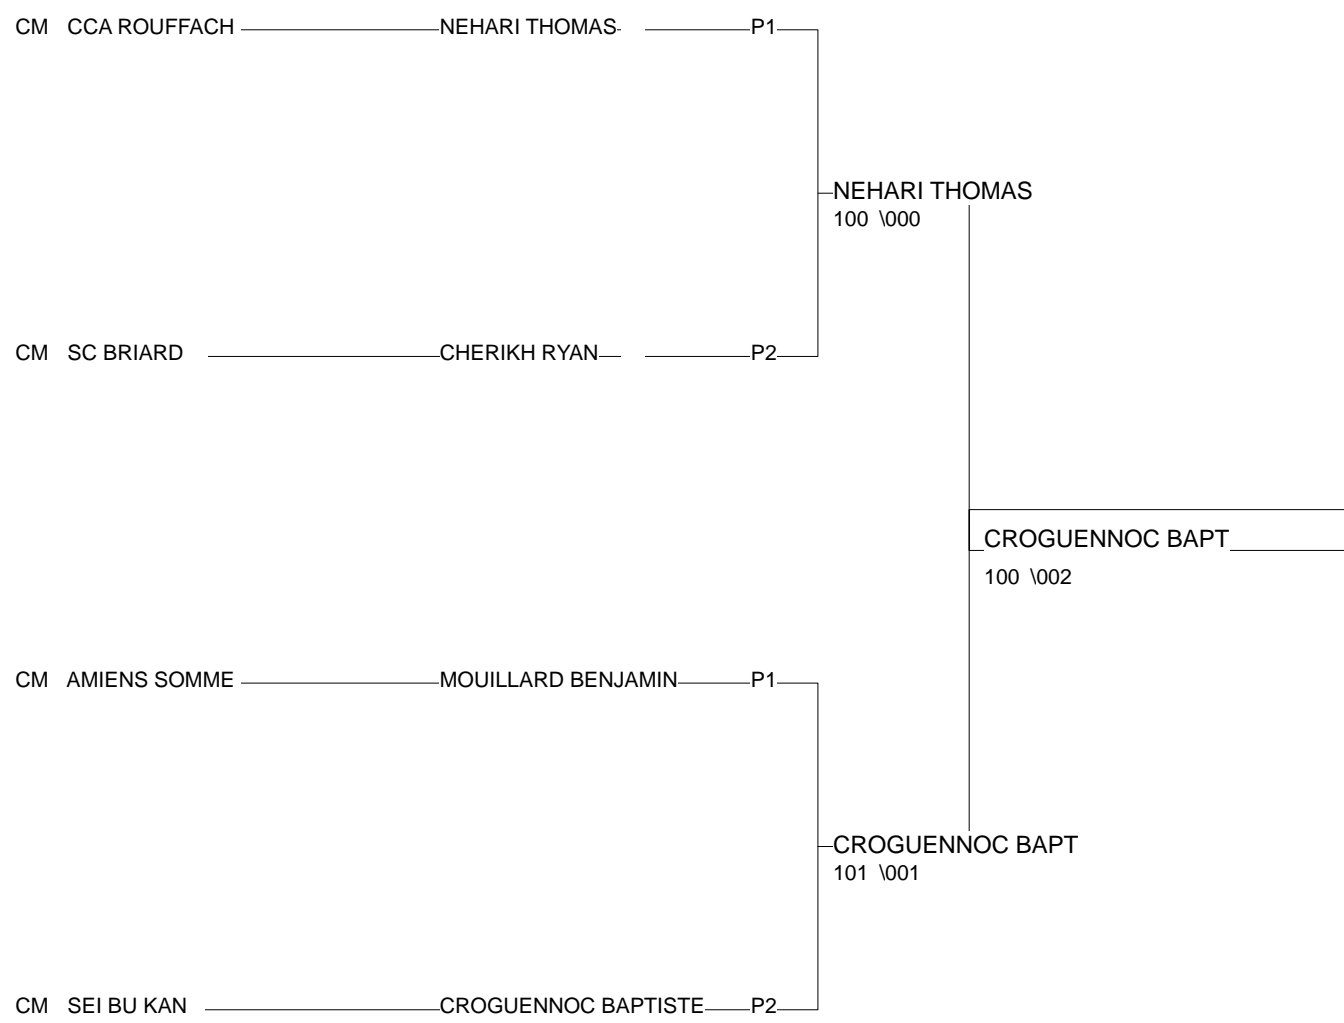 CM CCA ROUFFACH NEHARI THOMAS P1
NEHARI THOMAS
100 \000
CM SC BRIARD CHERIKH RYAN P2
CROGUENNOC BAPT
100 \002
CM AMIENS SOMME MOUILLARD BENJAMIN P1
CROGUENNOC BAPT
101 \001
CM SEI BU KAN CROGUENNOC BAPTISTE P2